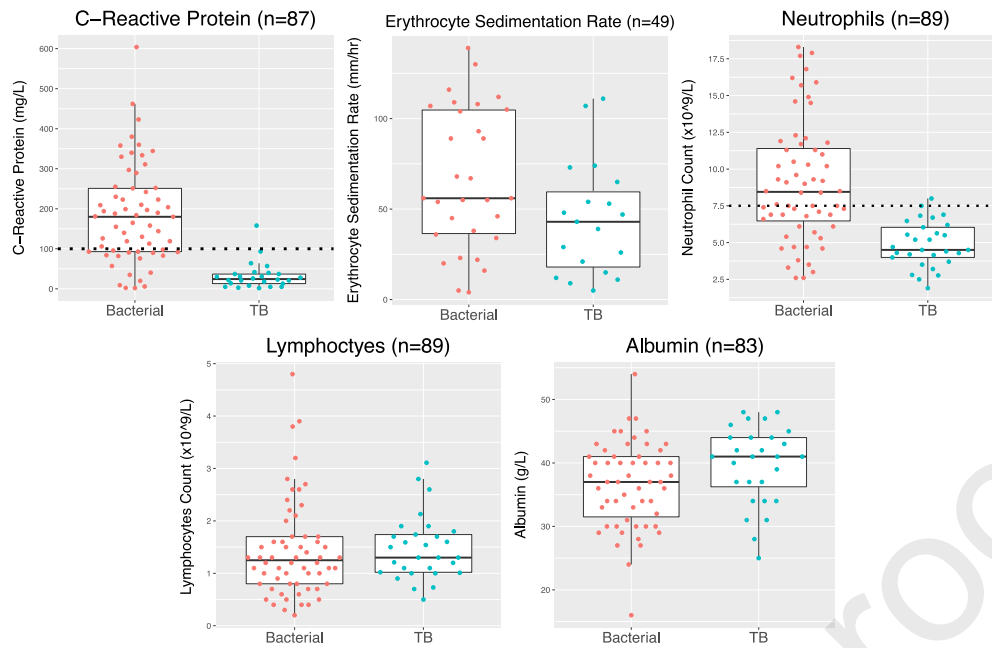 C-Reactive Protein (n=87)
C-Reactive Protein (mg/L)
600
500
400
300
200
100
0
Bacterial
TB
Erythrocyte Sedimentation Rate (n=49)
Erythrocyte Sedimentation Rate (mm/hr)
100
50
0
Bacterial
TB
Neutrophils (n=89)
Neutrophil Count (x10^9/L)
17.5
15.0
12.5
10.0
7.5
5.0
2.5
Bacterial
TB
Lymphoctyes (n=89)
Lymphocytes Count (x10^9/L)
5
4
3
2
1
0
Bacterial
TB
Albumin (n=83)
Albumin (g/L)
50
40
30
20
Bacterial
TB